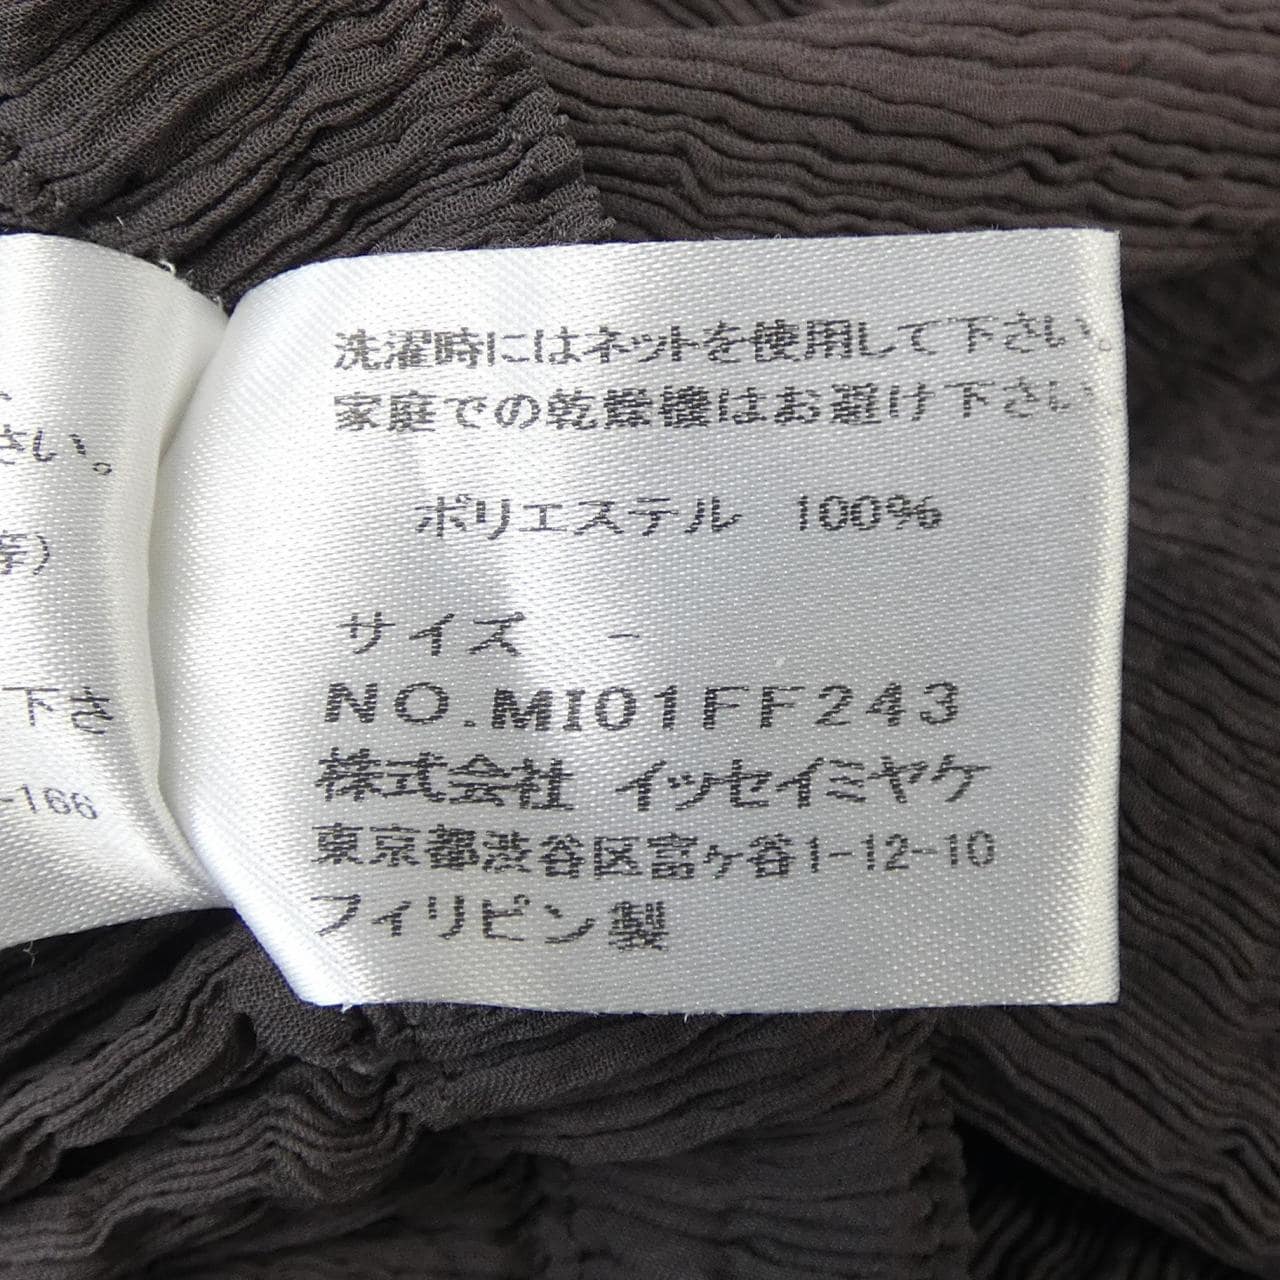 さい。
下さ
-166
洗濯時にはネットを使用して下さい。
家庭での乾燥機はお避け下さい
ポリエステル 100%
サイズ -
NO.MI01FF243
株式会社 イッセイミヤケ
東京都渋谷区富ヶ谷1-12-10
フィリピン製